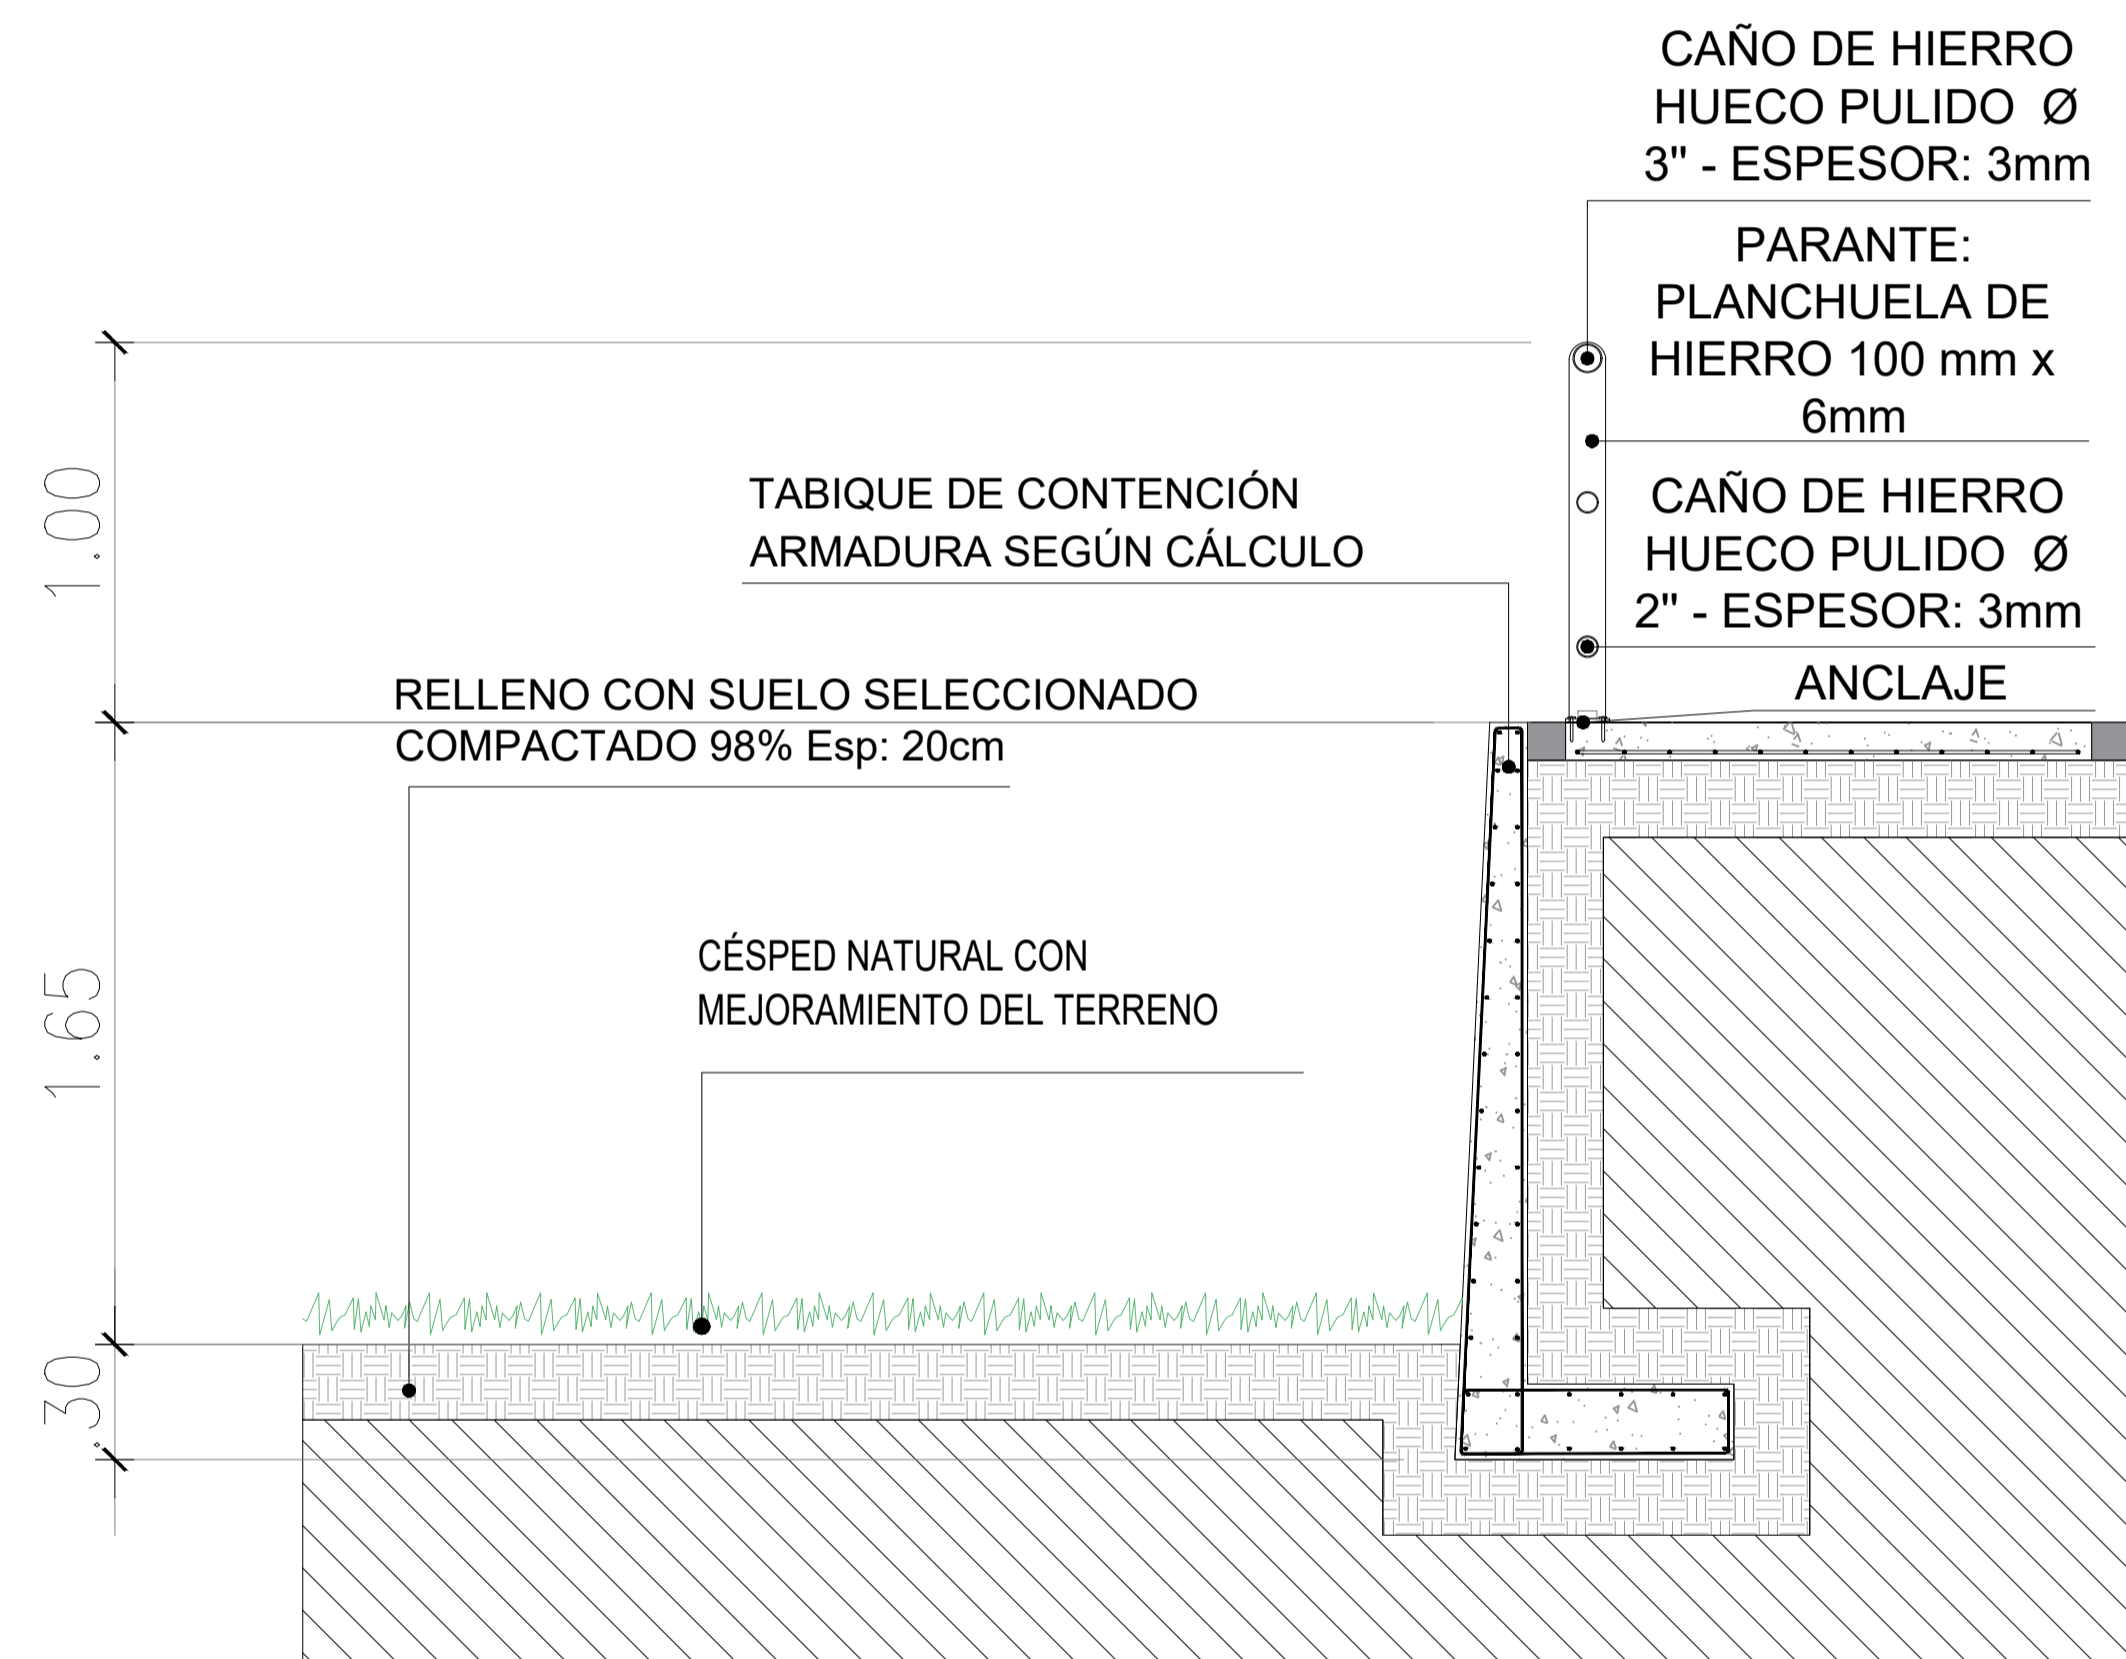 CAÑO DE HIERRO
HUECO PULIDO Ø
3" - ESPESOR: 3mm
PARANTE:
PLANCHUELA DE
HIERRO 100 mm x
6mm
CAÑO DE HIERRO
HUECO PULIDO Ø
2" - ESPESOR: 3mm
ANCLAJE
TABIQUE DE CONTENCIÓN
ARMADURA SEGÚN CÁLCULO
RELLENO CON SUELO SELECCIONADO
COMPACTADO 98% Esp: 20cm
CÉSPED NATURAL CON
MEJORAMIENTO DEL TERRENO
1.00
1.65
.30